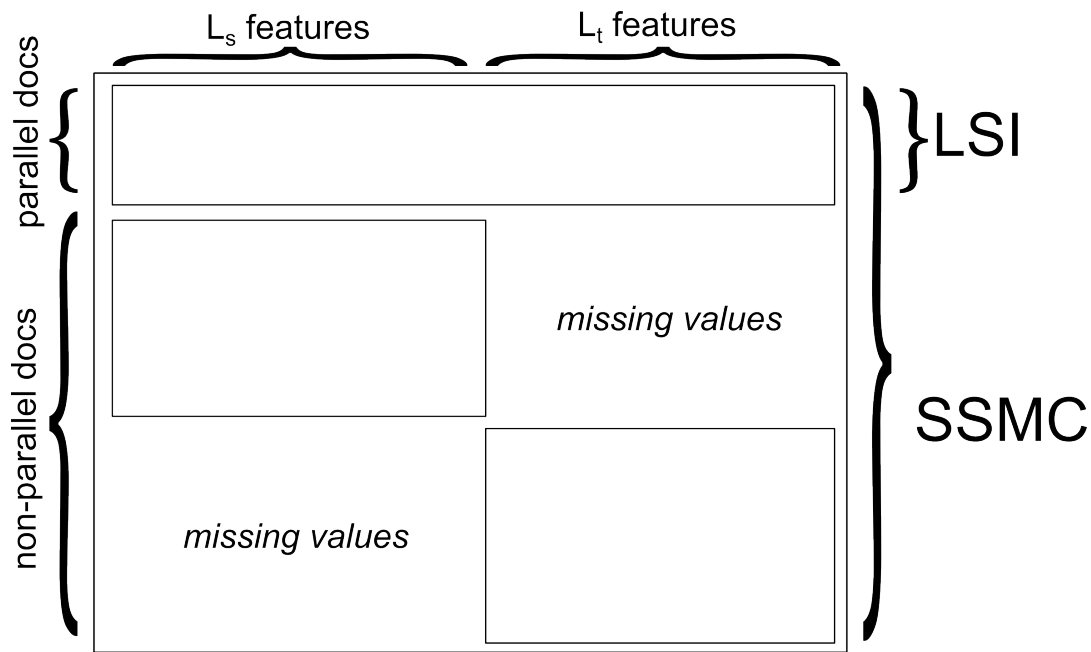 Ls features
Lt features
parallel docs
LSI
missing values
non-parallel docs
SSMC
missing values